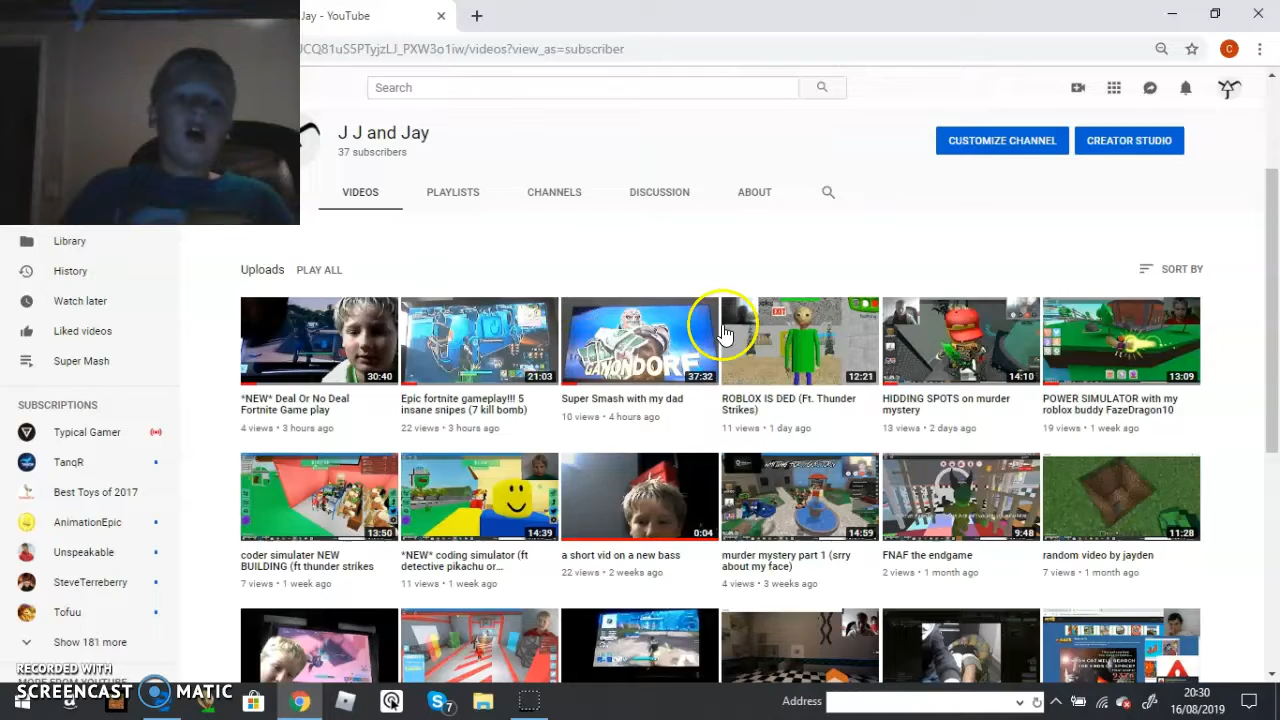 Jay - YouTube
JCQ81uS5PTyjzLJ_PXW3o1iw/videos?view_as=subscriber
Search
J J and Jay
37 subscribers
CUSTOMIZE CHANNEL
CREATOR STUDIO
VIDEOS
PLAYLISTS
CHANNELS
DISCUSSION
ABOUT
Library
History
Watch later
Liked videos
Super Mash
SUBSCRIPTIONS
Typical Gamer
TanqR
Best Toys of 2017
AnimationEpic
Unspeakable
SteveTerreberry
Tofuu
Show 181 more
Uploads PLAY ALL
SORT BY
30:40
*NEW* Deal Or No Deal
Fortnite Game play
4 views • 3 hours ago
21:03
Epic fortnite gameplay!!! 5
insane snipes (7 kill bomb)
22 views • 3 hours ago
GANONDORF
37:32
Super Smash with my dad
10 views • 4 hours ago
EXIT
12:21
ROBLOX IS DED (Ft. Thunder
Strikes)
11 views • 1 day ago
14:10
HIDDING SPOTS on murder
mystery
13 views • 2 days ago
13:09
POWER SIMULATOR with my
roblox buddy FazeDragon10
19 views • 1 week ago
13:50
coder simulater NEW
BUILDING (ft thunder strikes
7 views • 1 week ago
14:39
*NEW* coding simulator (ft
detective pikachu or...
11 views • 1 week ago
0:04
a short vid on a new bass
22 views • 2 weeks ago
14:59
murder mystery part 1 (srry
about my face)
4 views • 3 weeks ago
9:48
FNAF the endgame
2 views • 1 month ago
11:28
random video by jayden
7 views • 1 month ago
RECORDED WITH
SCREENCAST MATIC
MORE FROM YOUTUBE
7
Address
20:30
16/08/2019